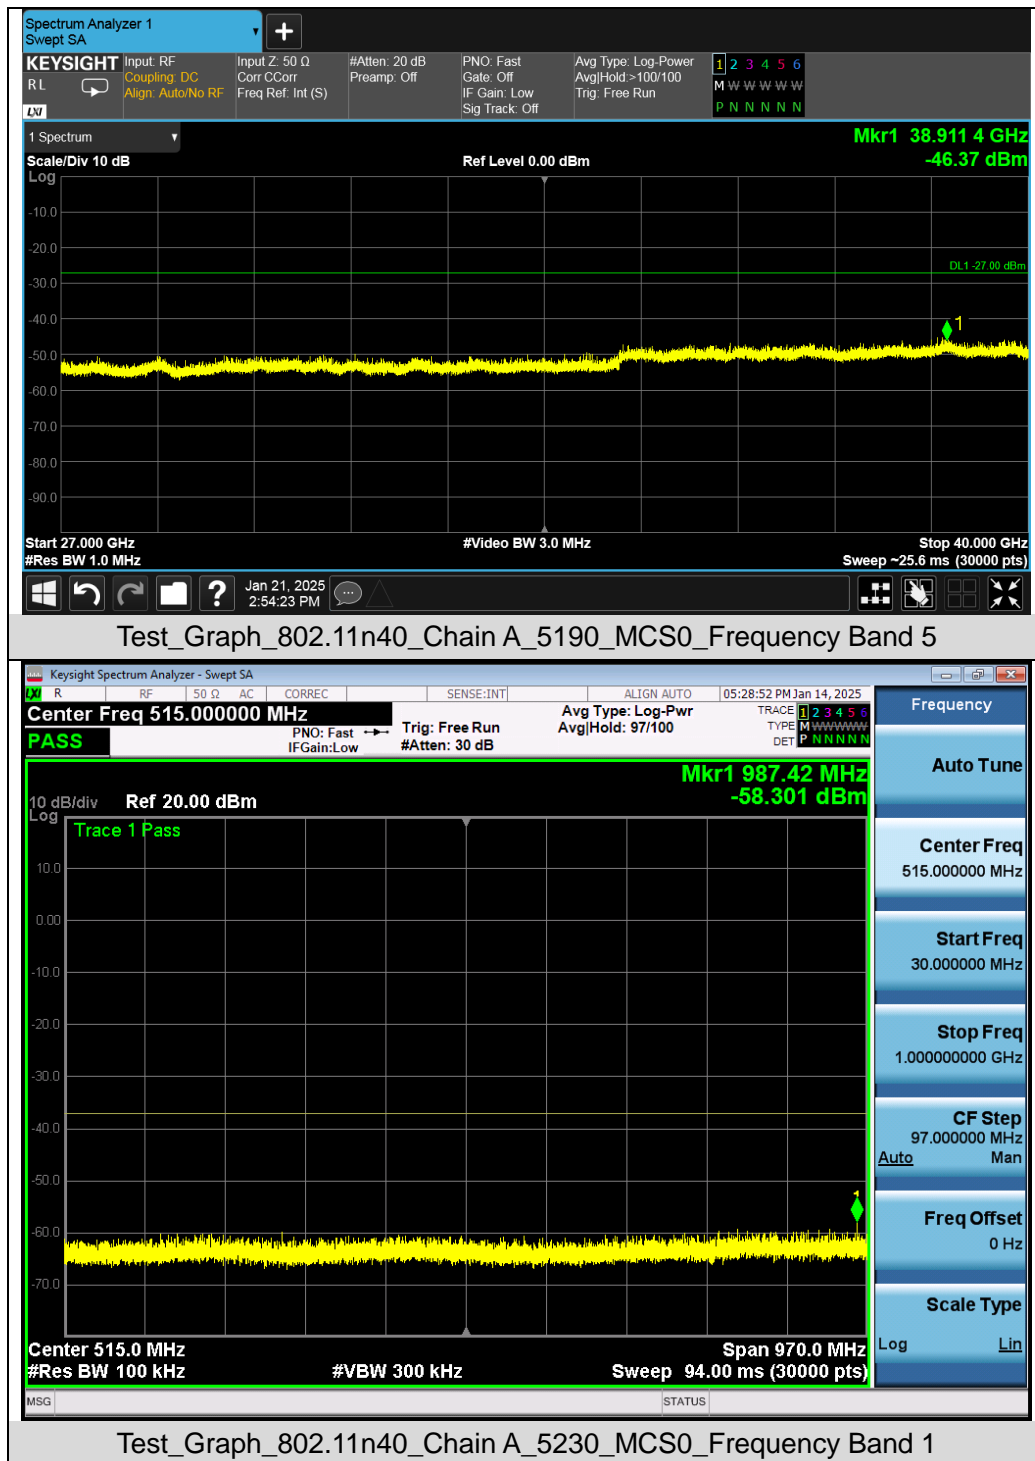 Spectrum Analyzer 1
Swept SA
+
KEYSIGHT
RL
LXI
Input: RF
Coupling: DC
Align: Auto/No RF
Input Z: 50 Ω
Corr CCorr
Freq Ref: Int (S)
#Atten: 20 dB
Preamp: Off
PNO: Fast
Gate: Off
IF Gain: Low
Sig Track: Off
Avg Type: Log-Power
Avg|Hold:>100/100
Trig: Free Run
1 2 3 4 5 6
M W W W W W
P N N N N N
1 Spectrum
Mkr1 38.911 4 GHz
Scale/Div 10 dB
Ref Level 0.00 dBm
-46.37 dBm
Log
-10.0
-20.0
DL1 -27.00 dBm
-30.0
-40.0
1
-50.0
-60.0
-70.0
-80.0
-90.0
Start 27.000 GHz
#Video BW 3.0 MHz
Stop 40.000 GHz
#Res BW 1.0 MHz
Sweep ~25.6 ms (30000 pts)
?
Jan 21, 2025
2:54:23 PM
Test_Graph_802.11n40_Chain A_5190_MCS0_Frequency Band 5
Keysight Spectrum Analyzer - Swept SA
LXI R RF 50 Ω AC CORREC SENSE:INT ALIGN AUTO 05:28:52 PM Jan 14, 2025
Center Freq 515.000000 MHz
PASS
PNO: Fast
IFGain:Low
Trig: Free Run
#Atten: 30 dB
Avg Type: Log-Pwr
Avg|Hold: 97/100
TRACE 1 2 3 4 5 6
TYPE M W W W W W
DET P N N N N N
Mkr1 987.42 MHz
-58.301 dBm
10 dB/div Ref 20.00 dBm
Log
Trace 1 Pass
10.0
0.00
-10.0
-20.0
-30.0
-40.0
-50.0
1
-60.0
-70.0
Center 515.0 MHz
Span 970.0 MHz
#Res BW 100 kHz
#VBW 300 kHz
Sweep 94.00 ms (30000 pts)
MSG
STATUS
Frequency
Auto Tune
Center Freq
515.000000 MHz
Start Freq
30.000000 MHz
Stop Freq
1.000000000 GHz
CF Step
97.000000 MHz
Auto Man
Freq Offset
0 Hz
Scale Type
Log Lin
Test_Graph_802.11n40_Chain A_5230_MCS0_Frequency Band 1